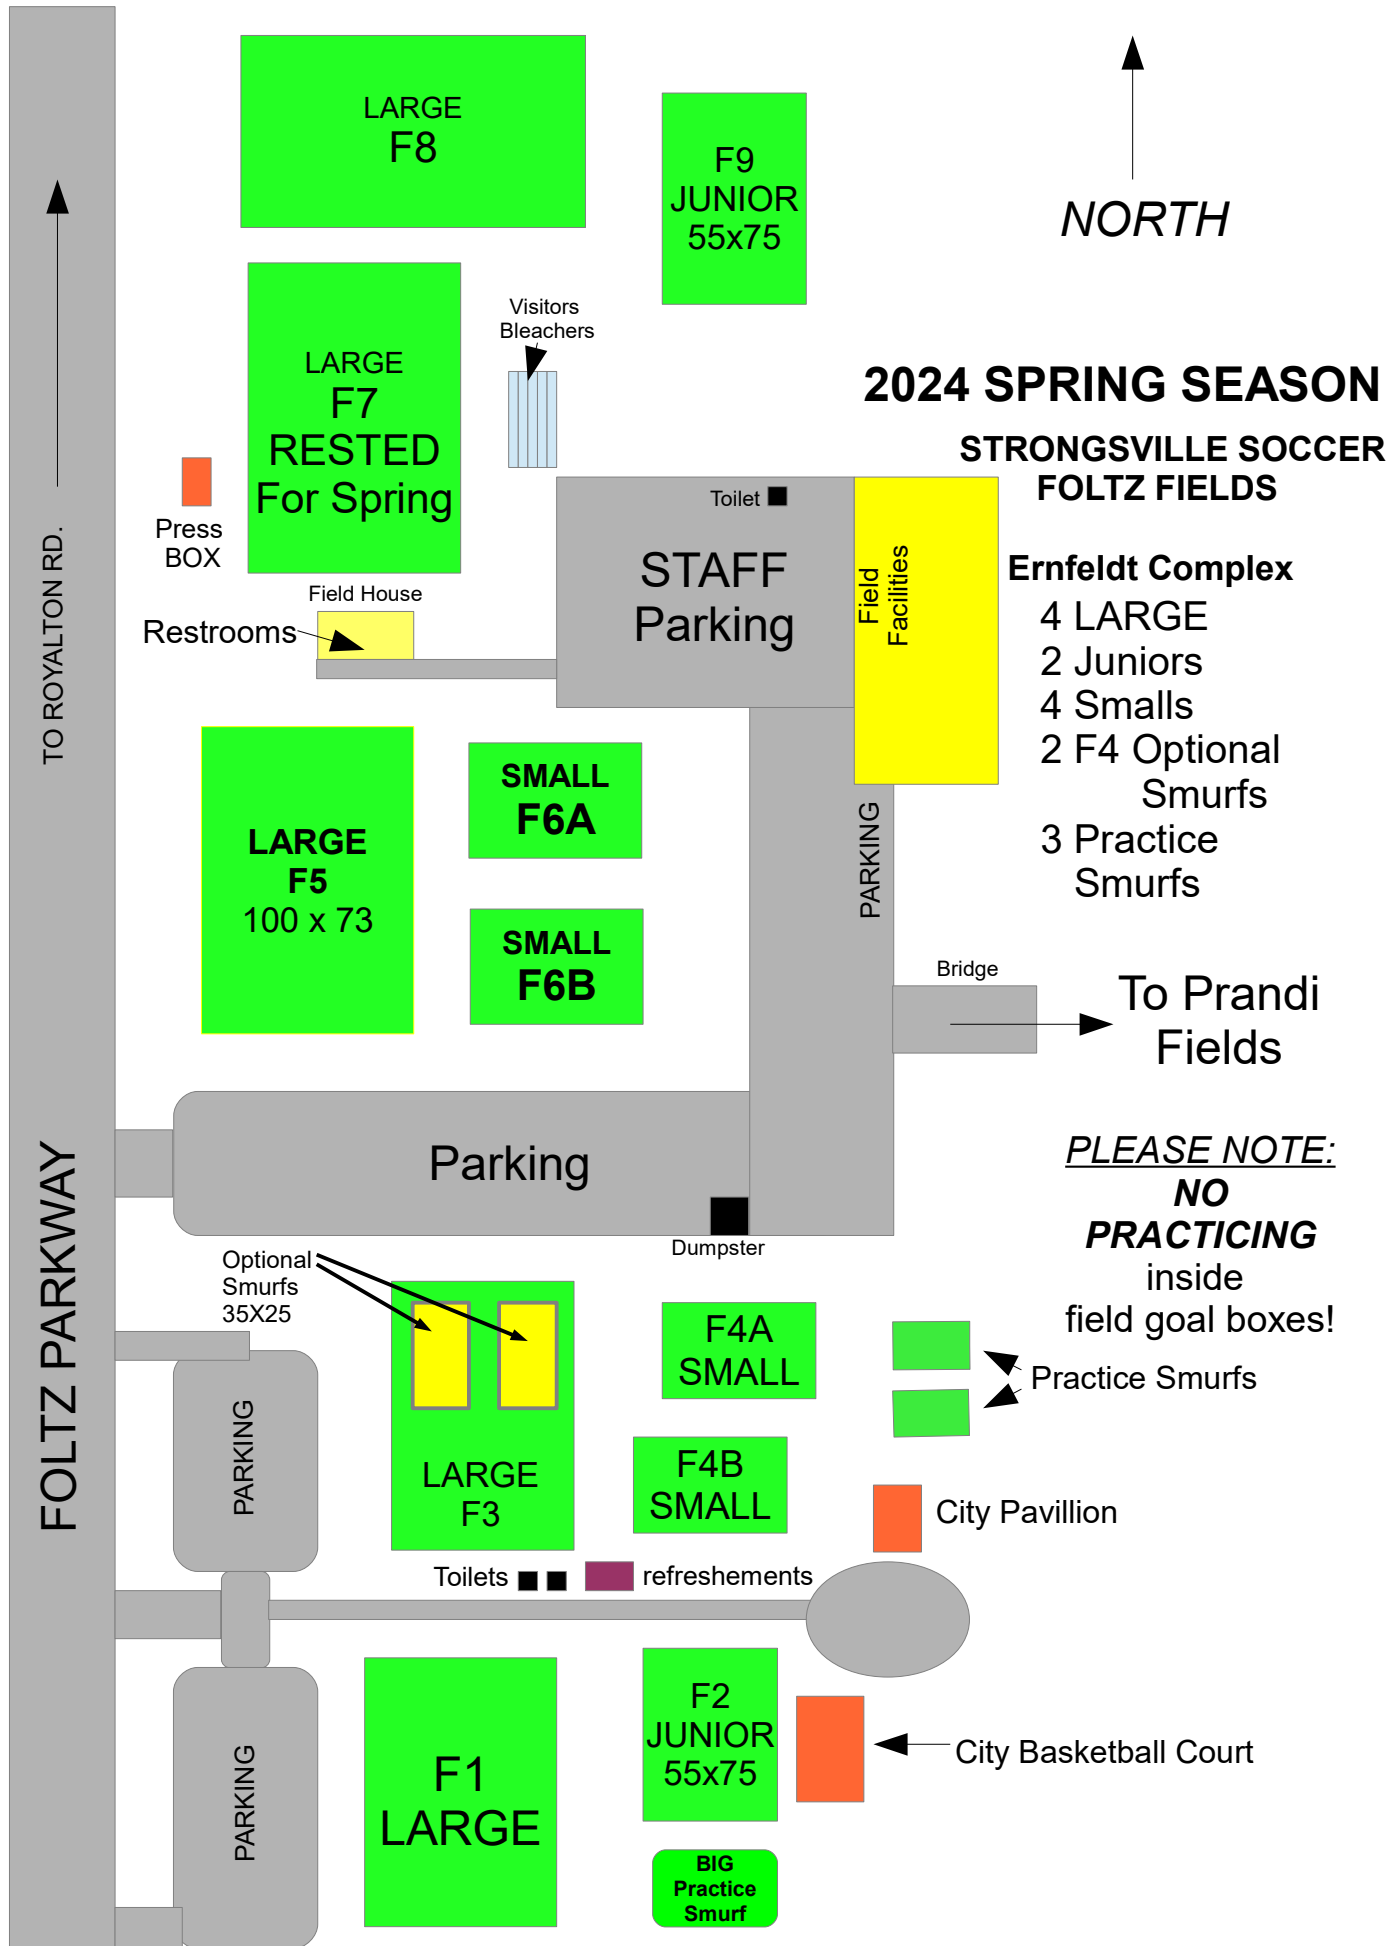 LARGE
F8
F9
JUNIOR
55x75
NORTH
Visitors
Bleachers
LARGE
F7
RESTED
For Spring
2024 SPRING SEASON
STRONGSVILLE SOCCER
FOLTZ FIELDS
Press
BOX
Toilet
STAFF
Parking
Field
Facilities
TO ROYALTON RD.
Field House
Restrooms
Ernfeldt Complex
4 LARGE
2 Juniors
4 Smalls
2 F4 Optional
Smurfs
3 Practice
Smurfs
LARGE
F5
100 x 73
SMALL
F6A
SMALL
F6B
PARKING
Bridge
To Prandi
Fields
Parking
Dumpster
PLEASE NOTE:
NO
PRACTICING
inside
field goal boxes!
FOLTZ PARKWAY
Optional
Smurfs
35X25
F4A
SMALL
Practice Smurfs
PARKING
LARGE
F3
F4B
SMALL
City Pavillion
Toilets
refreshements
F1
LARGE
F2
JUNIOR
55x75
City Basketball Court
PARKING
BIG
Practice
Smurf